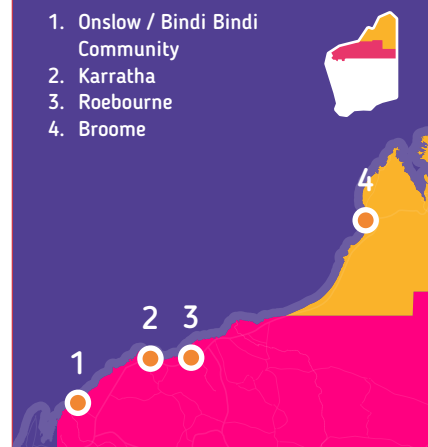 1. Onslow / Bindi Bindi
Community
2. Karratha
3. Roebourne
4. Broome
4
2 3
1